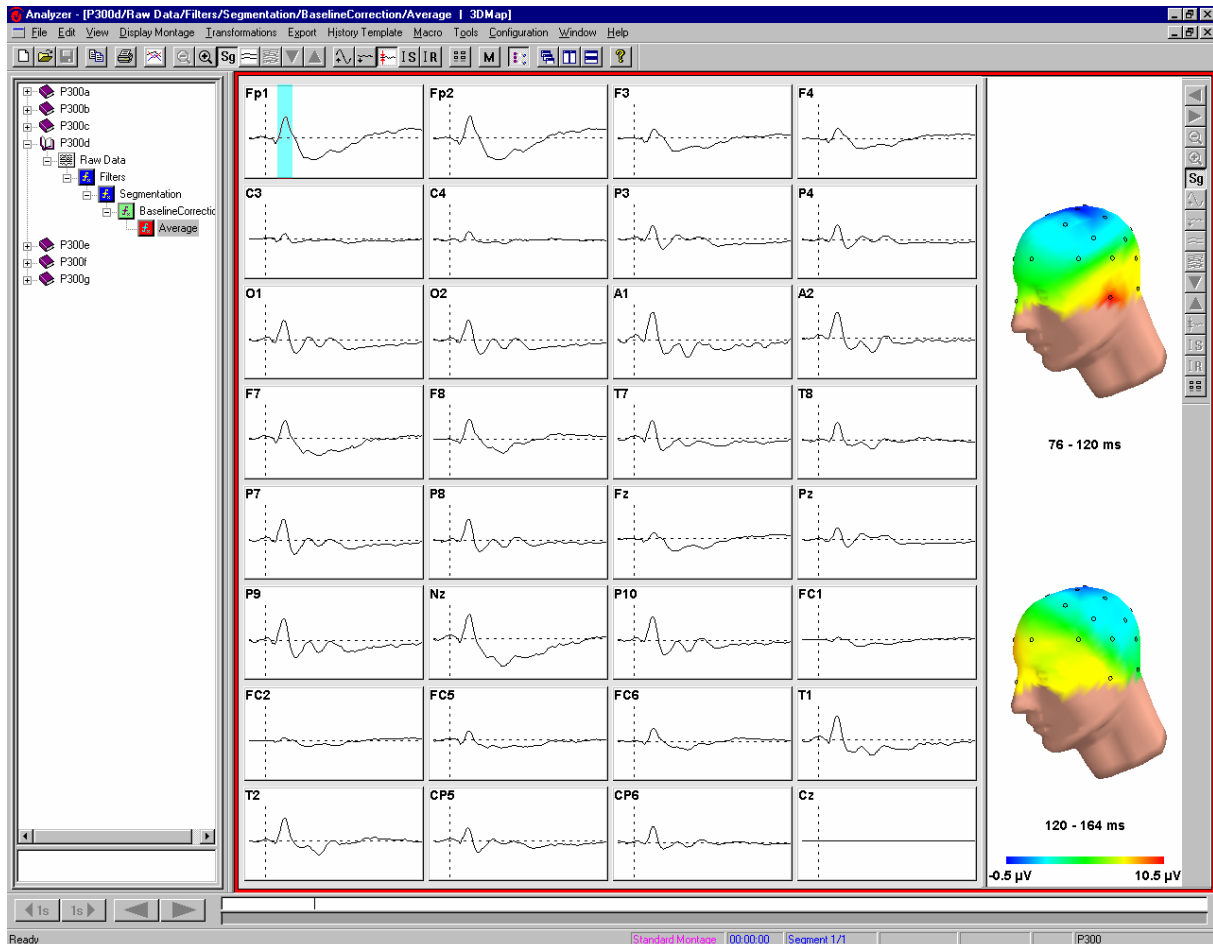 Analyzer - [P300d/Raw Data/Filters/Segmentation/BaselineCorrection/Average | 3DMap]
File Edit View Display Montage Transformations Export History Template Macro Tools Configuration Window Help
Sg IS IR M ?
P300a
P300b
P300c
P300d
Raw Data
Filters
Segmentation
BaselineCorrectic
Average
P300e
P300f
P300g
Fp1 Fp2 F3 F4
C3 C4 P3 P4
O1 O2 A1 A2
F7 F8 T7 T8
P7 P8 Fz Pz
P9 Nz P10 FC1
FC2 FC5 FC6 T1
T2 CP5 CP6 Cz
76 - 120 ms
120 - 164 ms
-0.5 µV 10.5 µV
Sg
IS
IR
1s 1s
Ready Standard Montage 00:00:00 Segment 1/1 P300